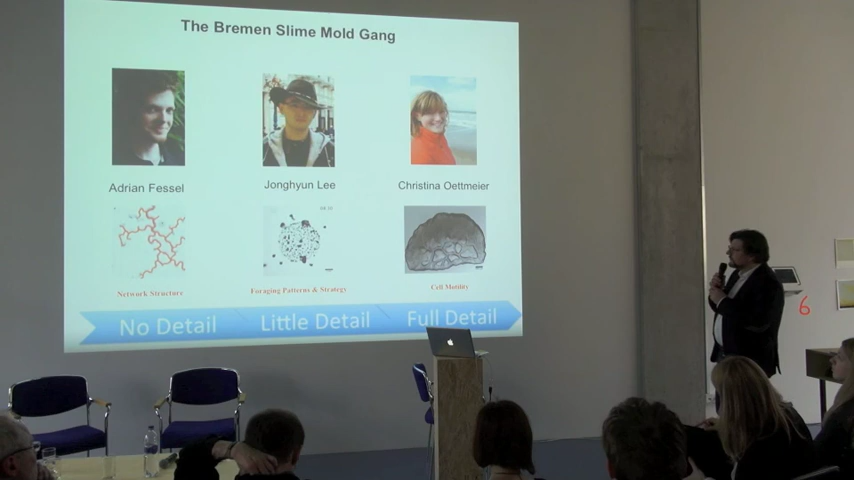 The Bremen Slime Mold Gang
Adrian Fessel
Jonghyun Lee
Christina Oettmeier
Network Structure
Foraging Patterns & Strategy
Cell Motility
No Detail
Little Detail
Full Detail
6